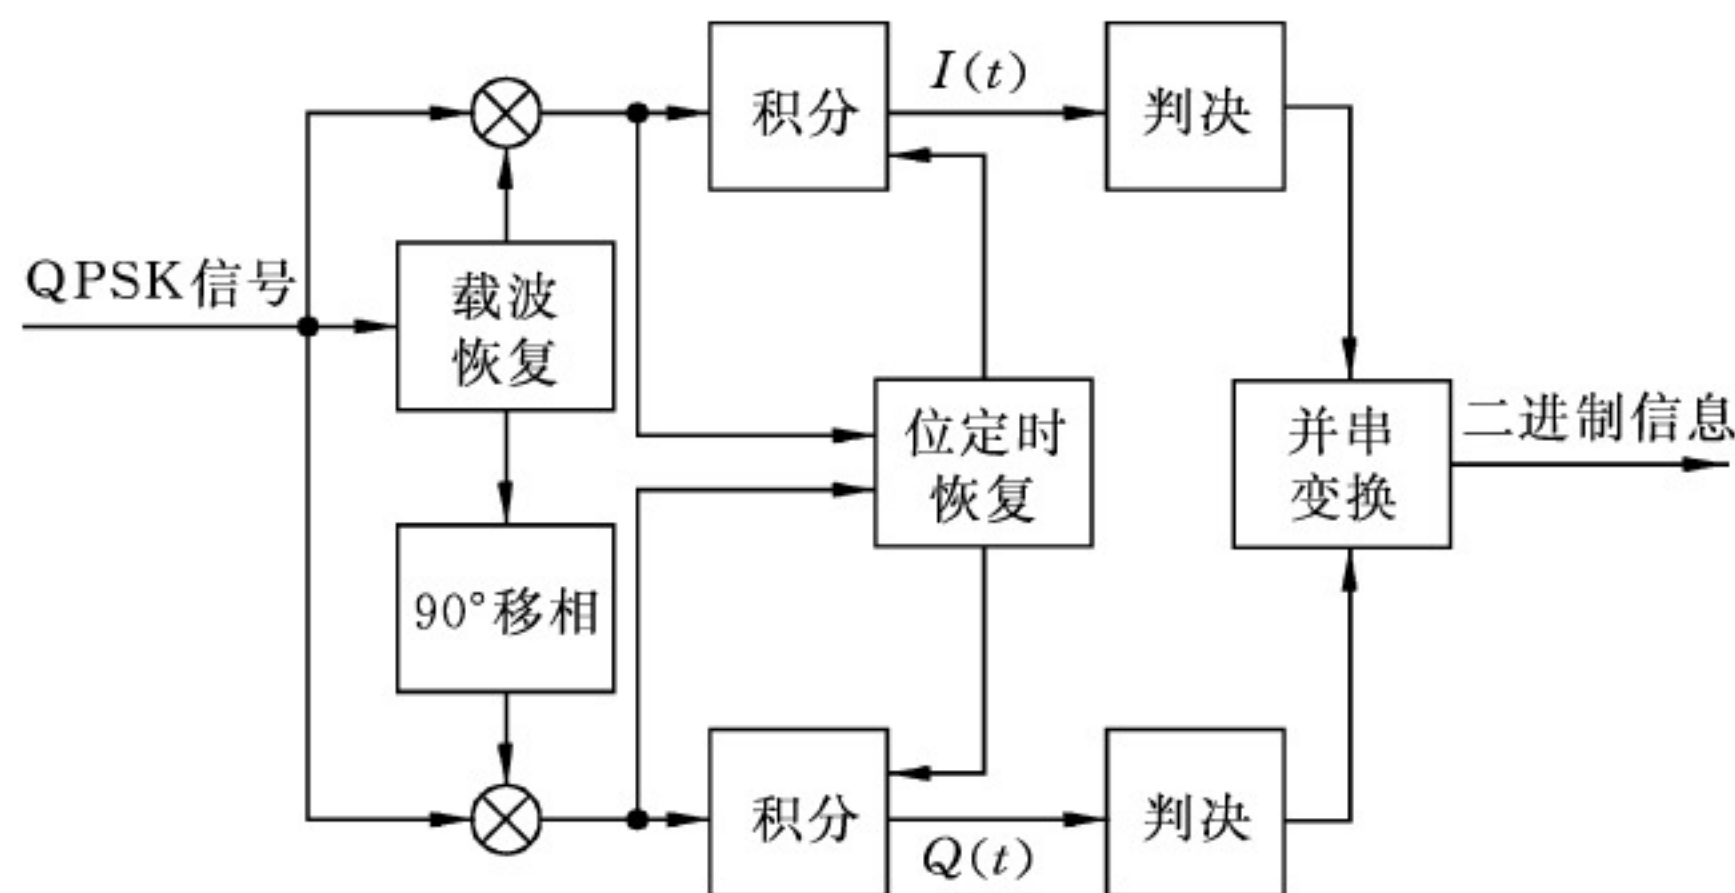 积分
I(t)
判决
QPSK信号
载波
恢复
位定时
恢复
并串
变换
二进制信息
90°移相
积分
Q(t)
判决